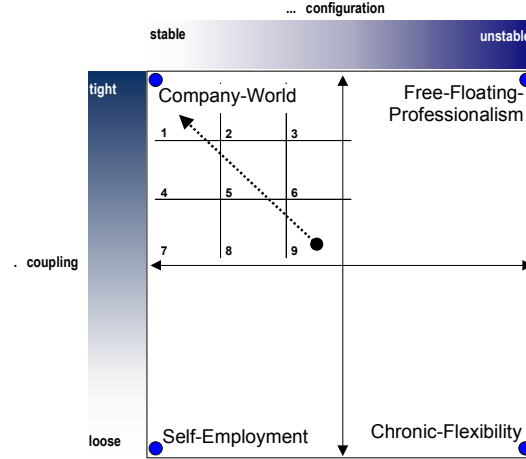 ... configuration
stable
unstable
tight
Company-World
Free-Floating-
Professionalism
1 2 3
4 5 6
7 8 9
. coupling
loose
Self-Employment
Chronic-Flexibility